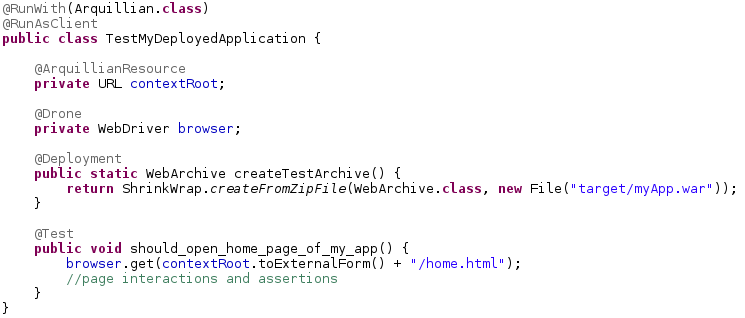 @RunWith(Arquillian.class)
@RunAsClient
public class TestMyDeployedApplication {
@ArquillianResource
private URL contextRoot;
@Drone
private WebDriver browser;
@Deployment
public static WebArchive createTestArchive() {
return ShrinkWrap.createFromZipFile(WebArchive.class, new File("target/myApp.war"));
}
@Test
public void should_open_home_page_of_my_app() {
browser.get(contextRoot.toExternalForm() + "/home.html");
//page interactions and assertions
}
}